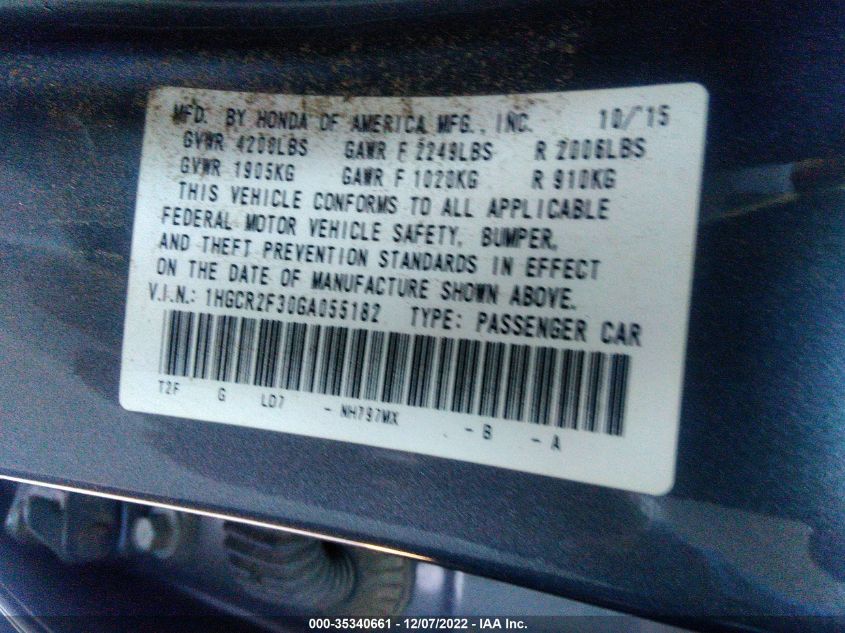 MFD. BY HONDA OF AMERICA MFG., INC. 10/15
GVWR 4208LBS GAWR F 2249LBS R 2006LBS
GVWR 1905KG GAWR F 1020KG R 910KG
THIS VEHICLE CONFORMS TO ALL APPLICABLE
FEDERAL MOTOR VEHICLE SAFETY, BUMPER,
AND THEFT PREVENTION STANDARDS IN EFFECT
ON THE DATE OF MANUFACTURE SHOWN ABOVE.
V.I.N.: 1HGCR2F30GA055182 TYPE: PASSENGER CAR
T2F G L07 - NH797MX - B - A
000-35340661 - 12/07/2022 - IAA Inc.